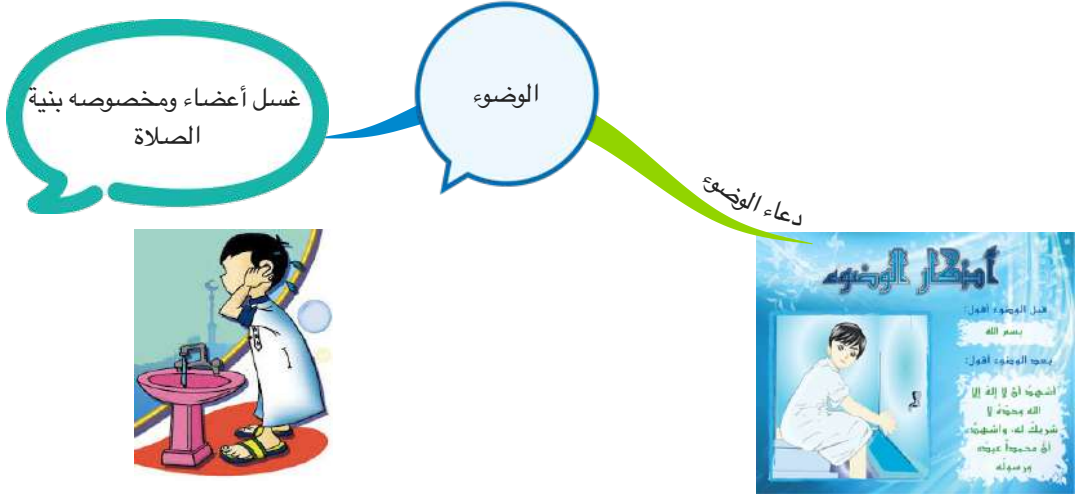 الوضوء
غسل أعضاء ومخصوصه بنية
الصلاة
دعاء الوضوء
أذكار الوضوء
قبل الوضوء أقول:
بسم الله
بعد الوضوء أقول:
أشهد أن لا إله إلا
الله وحده لا
شريك له، وأشهد
أن محمداً عبده
ورسوله